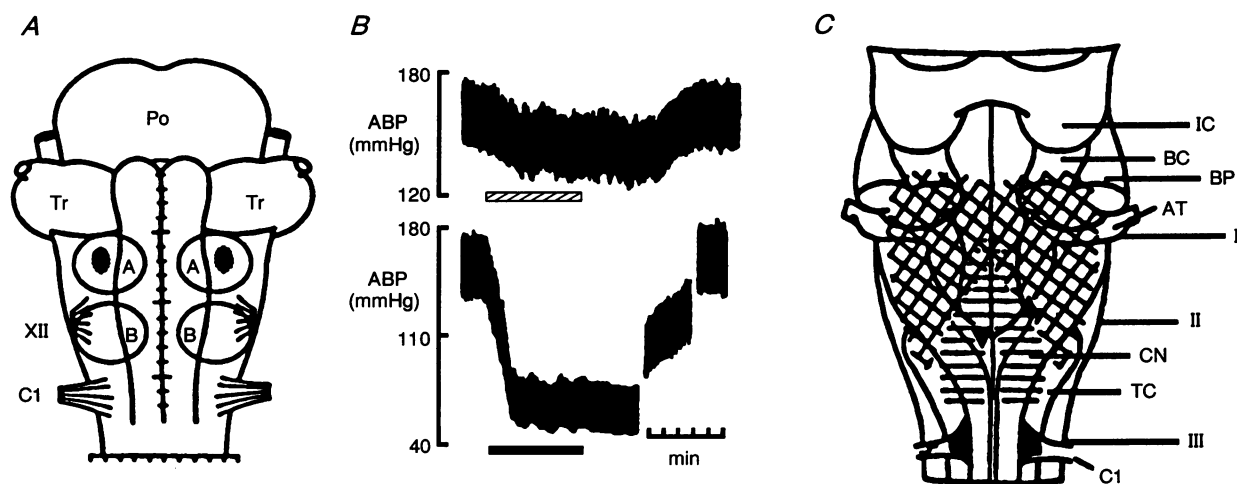 A
Po
Tr
Tr
A
A
B
B
XII
C1
B
180
ABP
(mmHg)
120
180
ABP
(mmHg)
110
40
min
C
IC
BC
BP
AT
I
II
CN
TC
III
C1